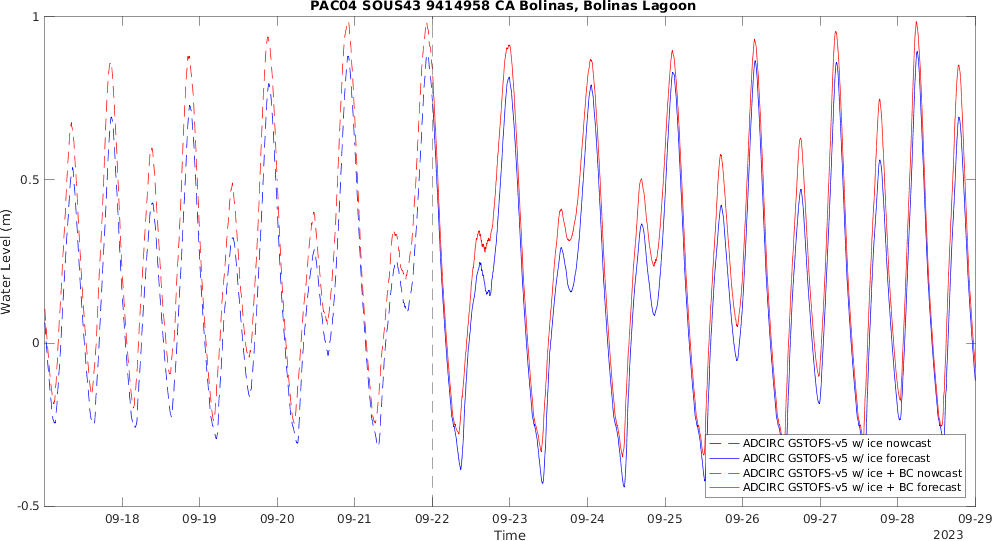 PAC04 SOUS43 9414958 CA Bolinas, Bolinas Lagoon
1
0.5
0
-0.5
Water Level (m)
09-18 09-19 09-20 09-21 09-22 09-23 09-24 09-25 09-26 09-27 09-28 09-29
Time
2023
ADCIRC GSTOFS-v5 w/ ice nowcast
ADCIRC GSTOFS-v5 w/ ice forecast
ADCIRC GSTOFS-v5 w/ ice + BC nowcast
ADCIRC GSTOFS-v5 w/ ice + BC forecast